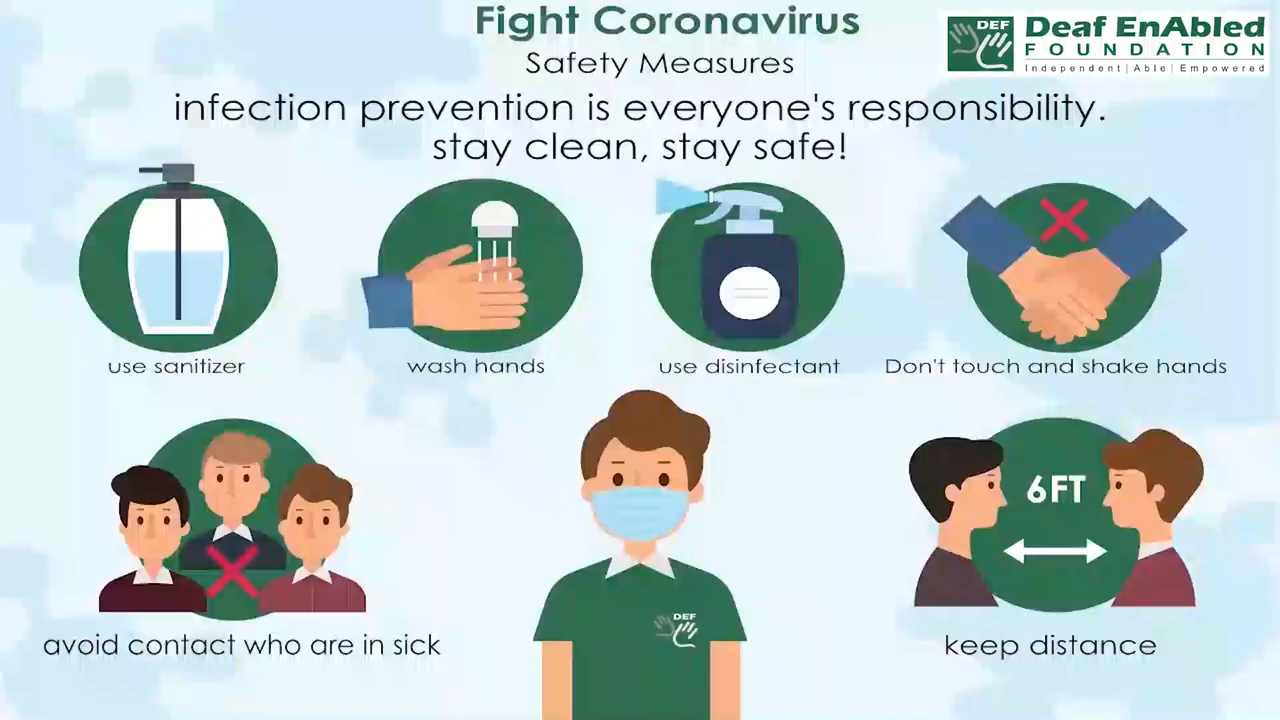 Fight Coronavirus
Safety Measures
DEF
Deaf EnAbled
FOUNDATION
Independent | Able | Empowered
infection prevention is everyone's responsibility.
stay clean, stay safe!
use sanitizer
wash hands
use disinfectant
Don't touch and shake hands
6FT
DEF
avoid contact who are in sick
keep distance